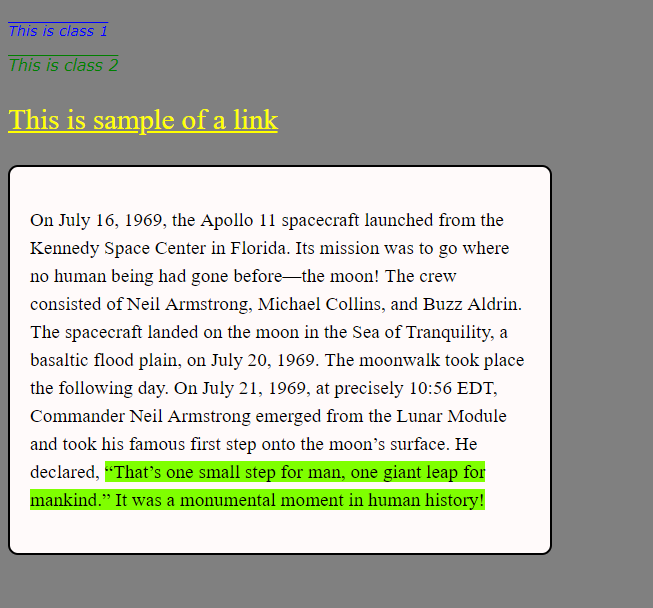 This is class 1
This is class 2
This is sample of a link
On July 16, 1969, the Apollo 11 spacecraft launched from the
Kennedy Space Center in Florida. Its mission was to go where
no human being had gone before—the moon! The crew
consisted of Neil Armstrong, Michael Collins, and Buzz Aldrin.
The spacecraft landed on the moon in the Sea of Tranquility, a
basaltic flood plain, on July 20, 1969. The moonwalk took place
the following day. On July 21, 1969, at precisely 10:56 EDT,
Commander Neil Armstrong emerged from the Lunar Module
and took his famous first step onto the moon’s surface. He
declared, “That’s one small step for man, one giant leap for
mankind.” It was a monumental moment in human history!